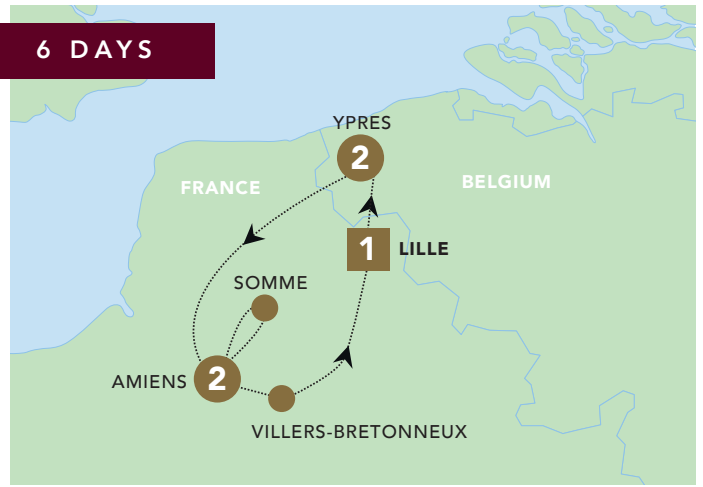 6 DAYS
YPRES
2
FRANCE
BELGIUM
1 LILLE
SOMME
AMIENS 2
VILLERS-BRETONNEUX